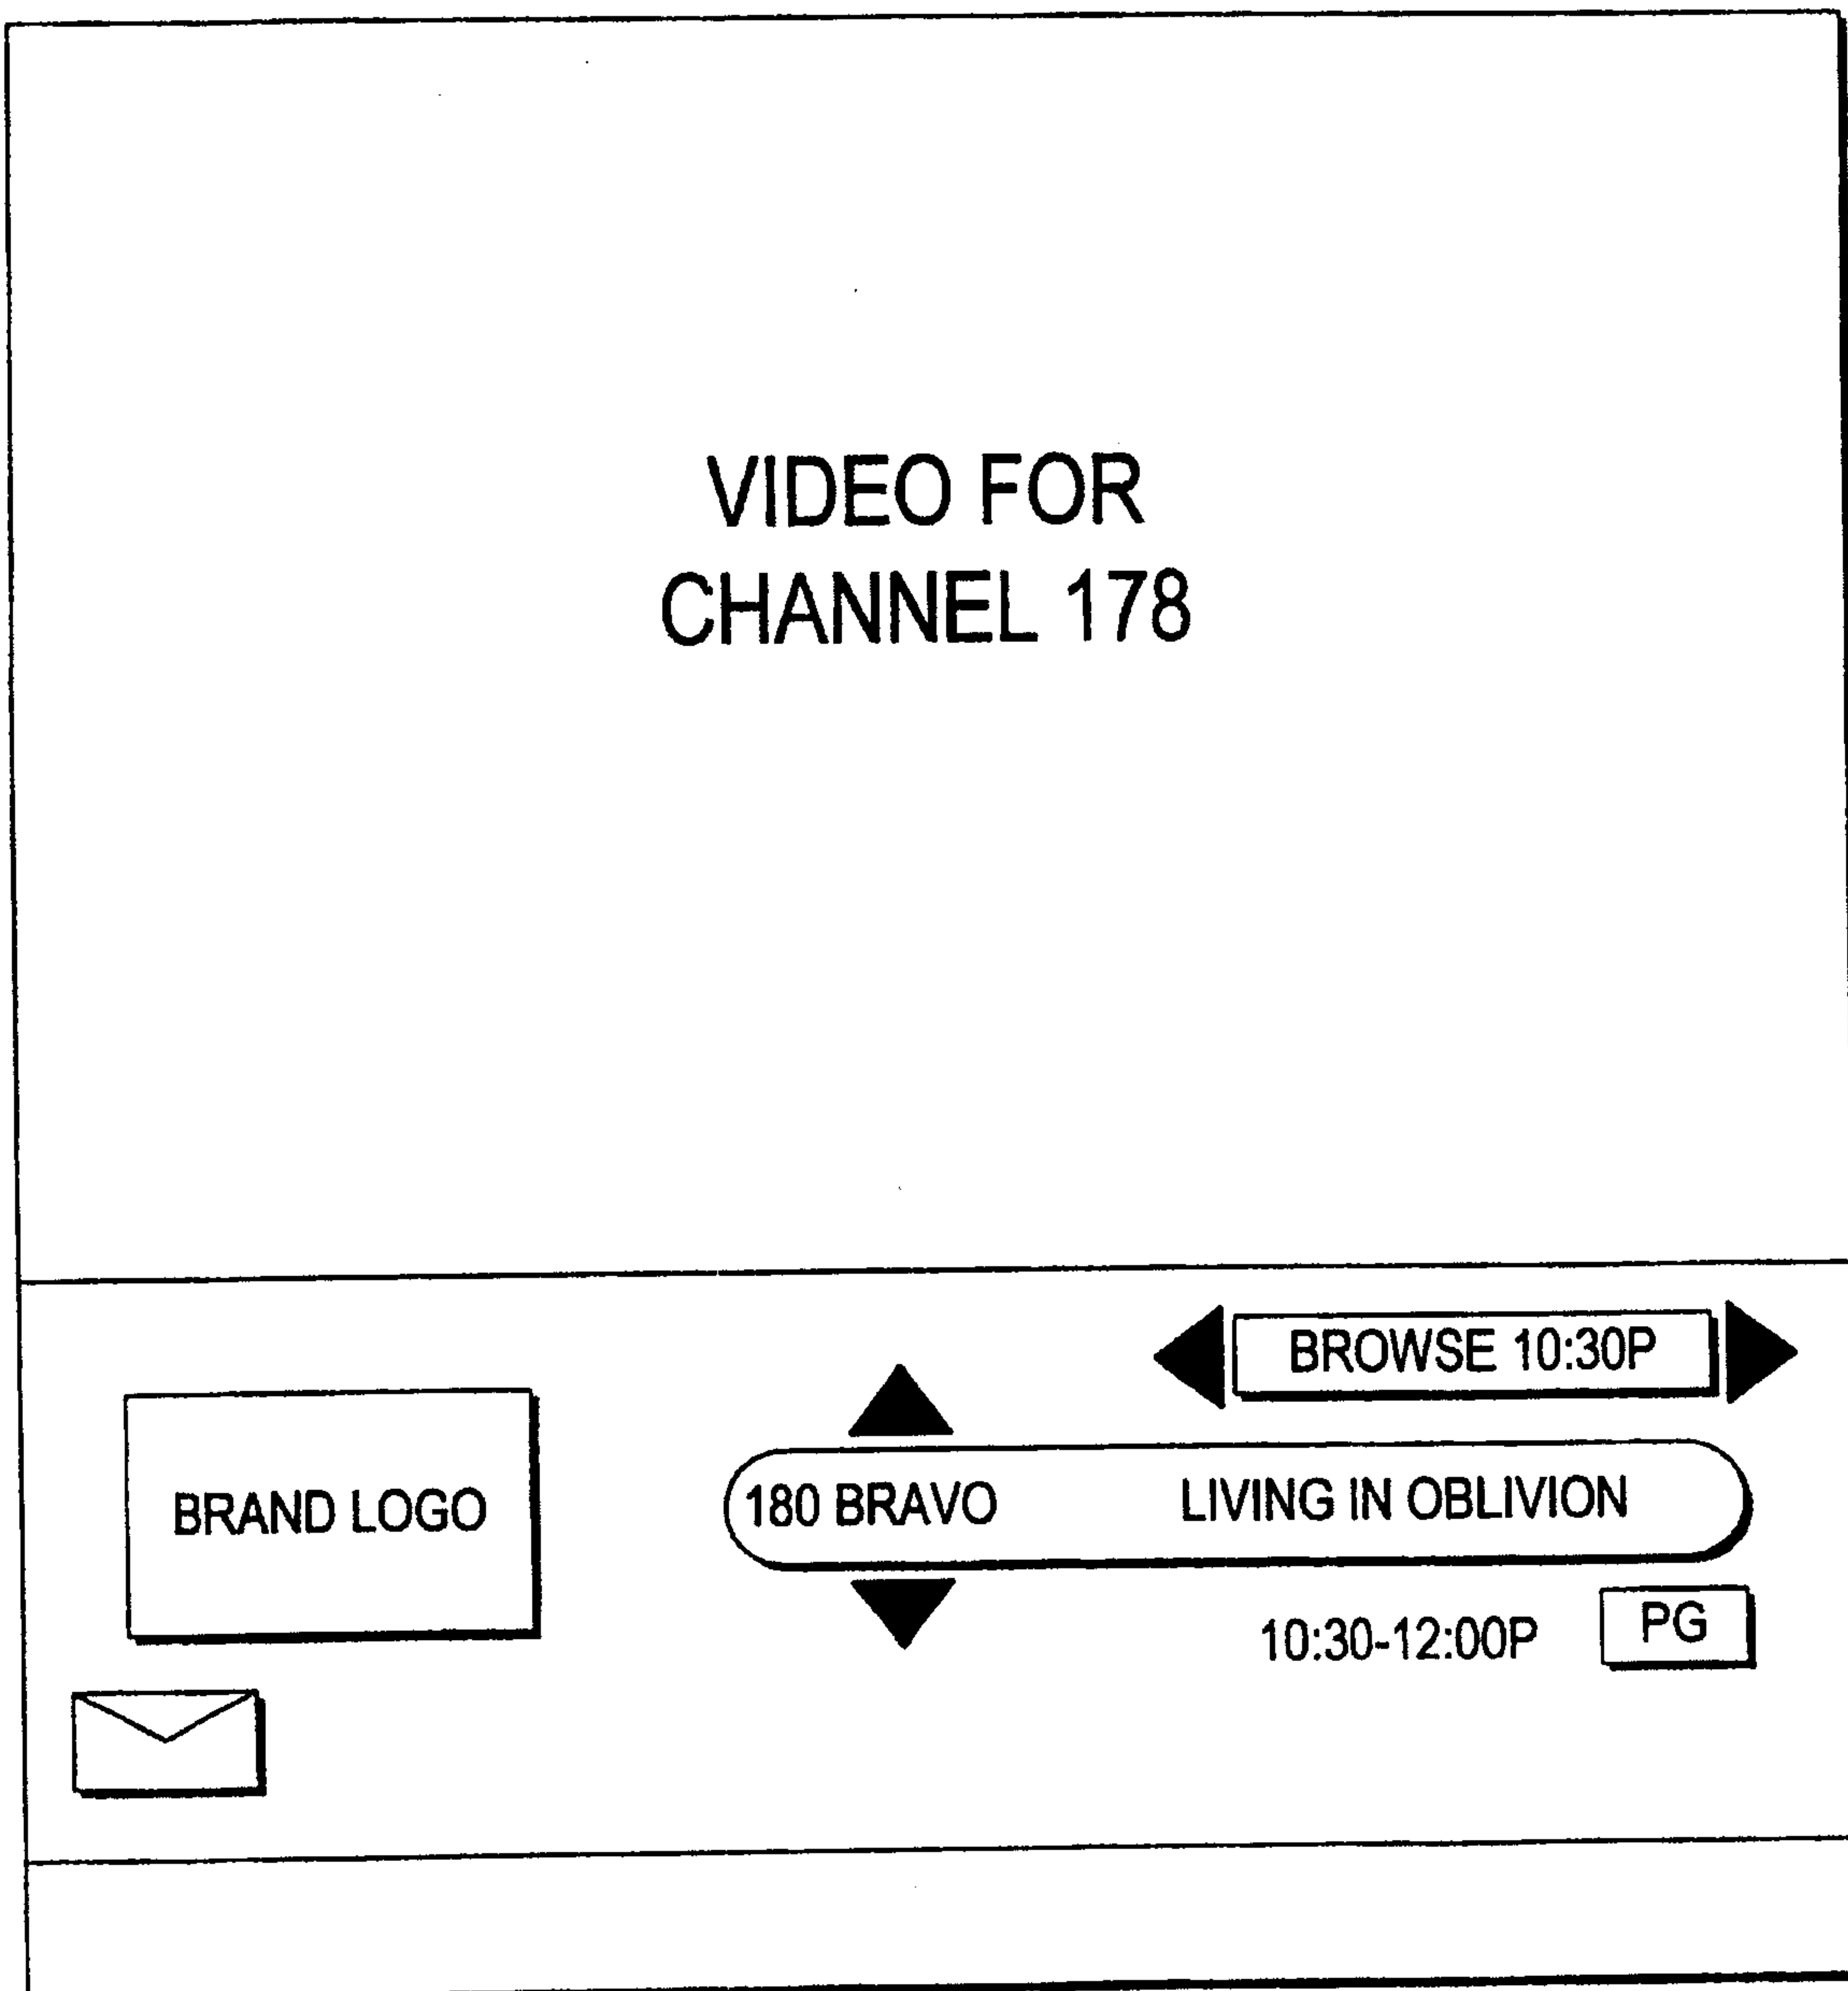 VIDEO FOR
CHANNEL 178
BROWSE 10:30P
BRAND LOGO
180 BRAVO LIVING IN OBLIVION
10:30-12:00P PG